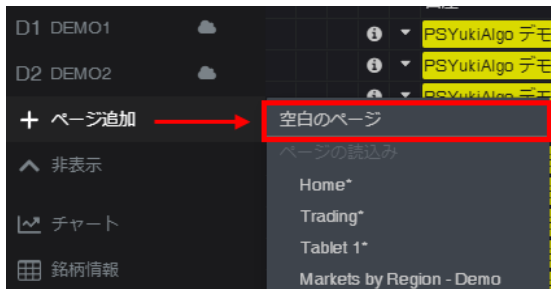 D1 DEMO1
D2 DEMO2
PSYukiAlgo デモ
PSYukiAlgo デモ
ページ追加
空白のページ
ページの読込み
非表示
Home*
Trading*
チャート
Tablet 1*
銘柄情報
Markets by Region - Demo